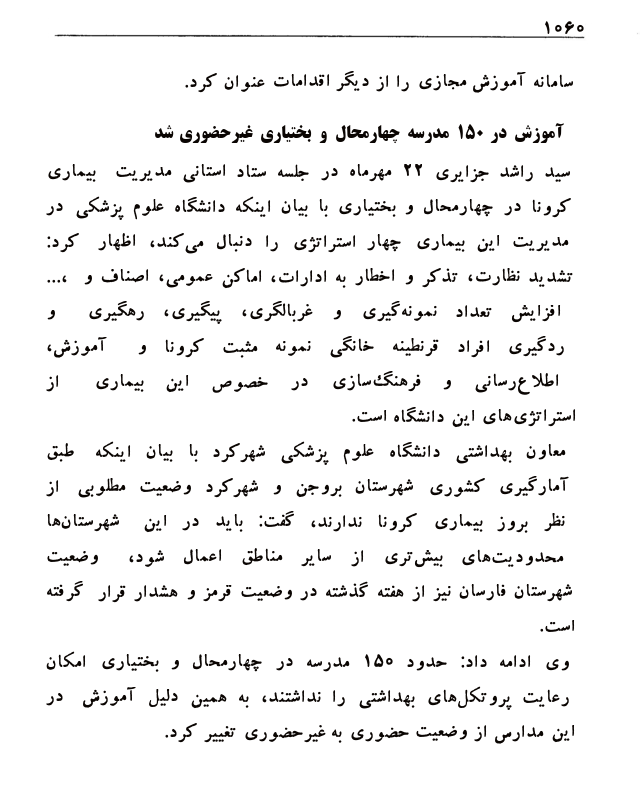 ۱۰۶۰
سامانه آموزش مجازی را از دیگر اقدامات عنوان کرد.
آموزش در ۱۵۰ مدرسه چهارمحال و بختیاری غیرحضوری شد
سید راشد جزایری ۲۲ مهرماه در جلسه ستاد استانی مدیریت بیماری
کرونا در چهارمحال و بختیاری با بیان اینکه دانشگاه علوم پزشکی در
مدیریت این بیماری چهار استراتژی را دنبال می‌کند، اظهار کرد:
تشدید نظارت، تذکر و اخطار به ادارات، اماکن عمومی، اصناف و ،...
افزایش تعداد نمونه‌گیری و غربالگری، پیگیری، رهگیری و
ردگیری افراد قرنطینه خانگی نمونه مثبت کرونا و آموزش،
اطلاع‌رسانی و فرهنگ‌سازی در خصوص این بیماری از
استراتژی‌های این دانشگاه است.
معاون بهداشتی دانشگاه علوم پزشکی شهرکرد با بیان اینکه طبق
آمارگیری کشوری شهرستان بروجن و شهرکرد وضعیت مطلوبی از
نظر بروز بیماری کرونا ندارند، گفت: باید در این شهرستان‌ها
محدودیت‌های بیش‌تری از سایر مناطق اعمال شود، وضعیت
شهرستان فارسان نیز از هفته گذشته در وضعیت قرمز و هشدار قرار گرفته
است.
وی ادامه داد: حدود ۱۵۰ مدرسه در چهارمحال و بختیاری امکان
رعایت پروتکل‌های بهداشتی را نداشتند، به همین دلیل آموزش در
این مدارس از وضعیت حضوری به غیرحضوری تغییر کرد.